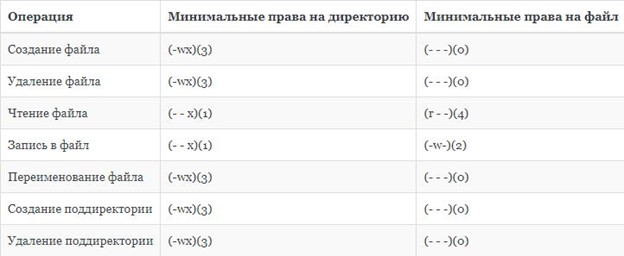 Операция Минимальные права на директорию Минимальные права на файл
Создание файла (-wx)(3) (- - -)(0)
Удаление файла (-wx)(3) (- - -)(0)
Чтение файла (- - x)(1) (r - -)(4)
Запись в файл (- - x)(1) (-w-)(2)
Переименование файла (-wx)(3) (- - -)(0)
Создание поддиректории (-wx)(3) (- - -)(0)
Удаление поддиректории (-wx)(3) (- - -)(0)